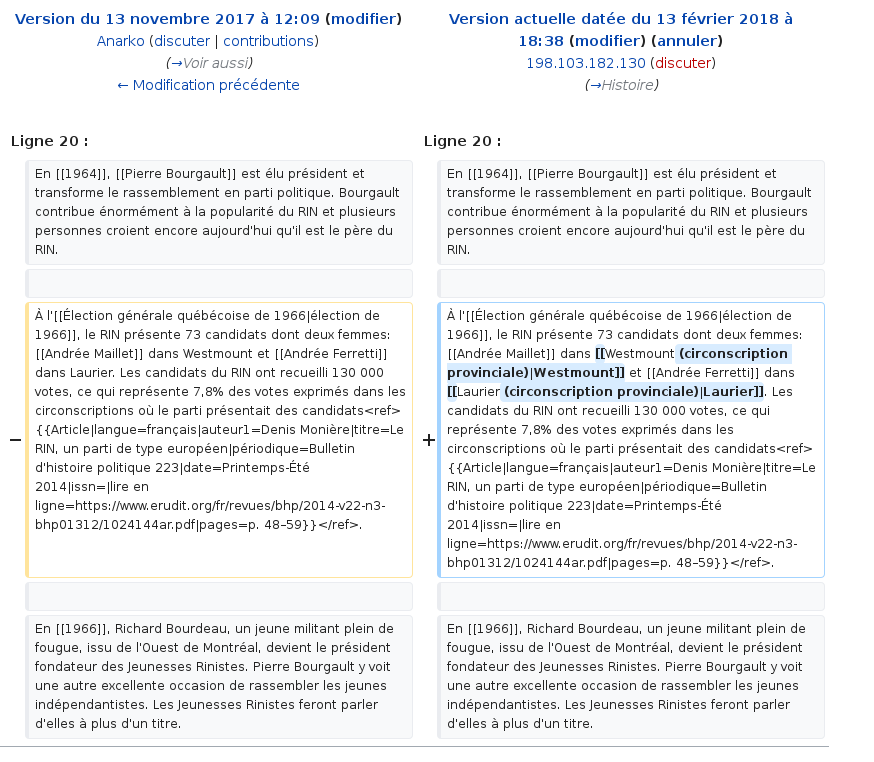 Version du 13 novembre 2017 à 12:09 (modifier)
Anarko (discuter | contributions)
(→Voir aussi)
← Modification précédente
Version actuelle datée du 13 février 2018 à
18:38 (modifier) (annuler)
198.103.182.130 (discuter)
(→Histoire)
Ligne 20 :
Ligne 20 :
En [[1964]], [[Pierre Bourgault]] est élu président et
transforme le rassemblement en parti politique. Bourgault
contribue énormément à la popularité du RIN et plusieurs
personnes croient encore aujourd'hui qu'il est le père du
RIN.
En [[1964]], [[Pierre Bourgault]] est élu président et
transforme le rassemblement en parti politique. Bourgault
contribue énormément à la popularité du RIN et plusieurs
personnes croient encore aujourd'hui qu'il est le père du
RIN.
−
À l'[[Élection générale québécoise de 1966|élection de
1966]], le RIN présente 73 candidats dont deux femmes:
[[Andrée Maillet]] dans Westmount et [[Andrée Ferretti]]
dans Laurier. Les candidats du RIN ont recueilli 130 000
votes, ce qui représente 7,8% des votes exprimés dans les
circonscriptions où le parti présentait des candidats<ref>
{{Article|langue=français|auteur1=Denis Monière|titre=Le
RIN, un parti de type européen|périodique=Bulletin
d'histoire politique 223|date=Printemps-Été
2014|issn=|lire en
ligne=https://www.erudit.org/fr/revues/bhp/2014-v22-n3-
bhp01312/1024144ar.pdf|pages=p. 48–59}}</ref>.
+
À l'[[Élection générale québécoise de 1966|élection de
1966]], le RIN présente 73 candidats dont deux femmes:
[[Andrée Maillet]] dans [[Westmount (circonscription
provinciale)|Westmount]] et [[Andrée Ferretti]] dans
[[Laurier (circonscription provinciale)|Laurier]]. Les
candidats du RIN ont recueilli 130 000 votes, ce qui
représente 7,8% des votes exprimés dans les
circonscriptions où le parti présentait des candidats<ref>
{{Article|langue=français|auteur1=Denis Monière|titre=Le
RIN, un parti de type européen|périodique=Bulletin
d'histoire politique 223|date=Printemps-Été
2014|issn=|lire en
ligne=https://www.erudit.org/fr/revues/bhp/2014-v22-n3-
bhp01312/1024144ar.pdf|pages=p. 48–59}}</ref>.
En [[1966]], Richard Bourdeau, un jeune militant plein de
fougue, issu de l'Ouest de Montréal, devient le président
fondateur des Jeunesses Rinistes. Pierre Bourgault y voit
une autre excellente occasion de rassembler les jeunes
indépendantistes. Les Jeunesses Rinistes feront parler
d'elles à plus d'un titre.
En [[1966]], Richard Bourdeau, un jeune militant plein de
fougue, issu de l'Ouest de Montréal, devient le président
fondateur des Jeunesses Rinistes. Pierre Bourgault y voit
une autre excellente occasion de rassembler les jeunes
indépendantistes. Les Jeunesses Rinistes feront parler
d'elles à plus d'un titre.